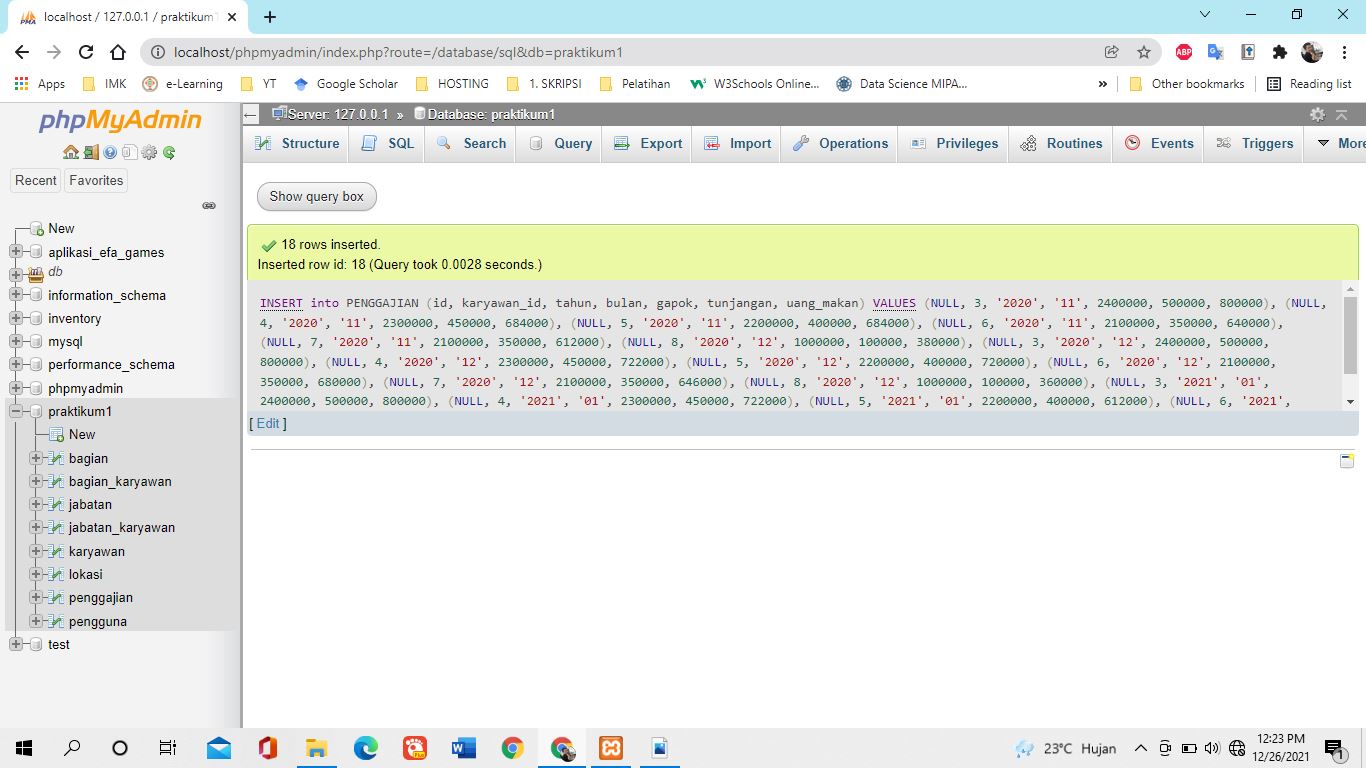 localhost / 127.0.0.1 / praktikum1
localhost/phpmyadmin/index.php?route=/database/sql&db=praktikum1
ABP
Apps IMK e-Learning YT Google Scholar HOSTING 1. SKRIPSI Pelatihan W3Schools Online... Data Science MIPA... » Other bookmarks Reading list
phpMyAdmin
Recent Favorites
New
aplikasi_efa_games
db
information_schema
inventory
mysql
performance_schema
phpmyadmin
praktikum1
New
bagian
bagian_karyawan
jabatan
jabatan_karyawan
karyawan
lokasi
penggajian
pengguna
test
Server: 127.0.0.1 » Database: praktikum1
Structure SQL Search Query Export Import Operations Privileges Routines Events Triggers More
Show query box
18 rows inserted.
Inserted row id: 18 (Query took 0.0028 seconds.)
INSERT into PENGGAJIAN (id, karyawan_id, tahun, bulan, gapok, tunjangan, uang_makan) VALUES (NULL, 3, '2020', '11', 2400000, 500000, 800000), (NULL,
4, '2020', '11', 2300000, 450000, 684000), (NULL, 5, '2020', '11', 2200000, 400000, 684000), (NULL, 6, '2020', '11', 2100000, 350000, 640000),
(NULL, 7, '2020', '11', 2100000, 350000, 612000), (NULL, 8, '2020', '12', 1000000, 100000, 380000), (NULL, 3, '2020', '12', 2400000, 500000,
800000), (NULL, 4, '2020', '12', 2300000, 450000, 722000), (NULL, 5, '2020', '12', 2200000, 400000, 720000), (NULL, 6, '2020', '12', 2100000,
350000, 680000), (NULL, 7, '2020', '12', 2100000, 350000, 646000), (NULL, 8, '2020', '12', 1000000, 100000, 360000), (NULL, 3, '2021', '01',
2400000, 500000, 800000), (NULL, 4, '2021', '01', 2300000, 450000, 722000), (NULL, 5, '2021', '01', 2200000, 400000, 612000), (NULL, 6, '2021',
[ Edit ]
23°C Hujan
12:23 PM
12/26/2021
1